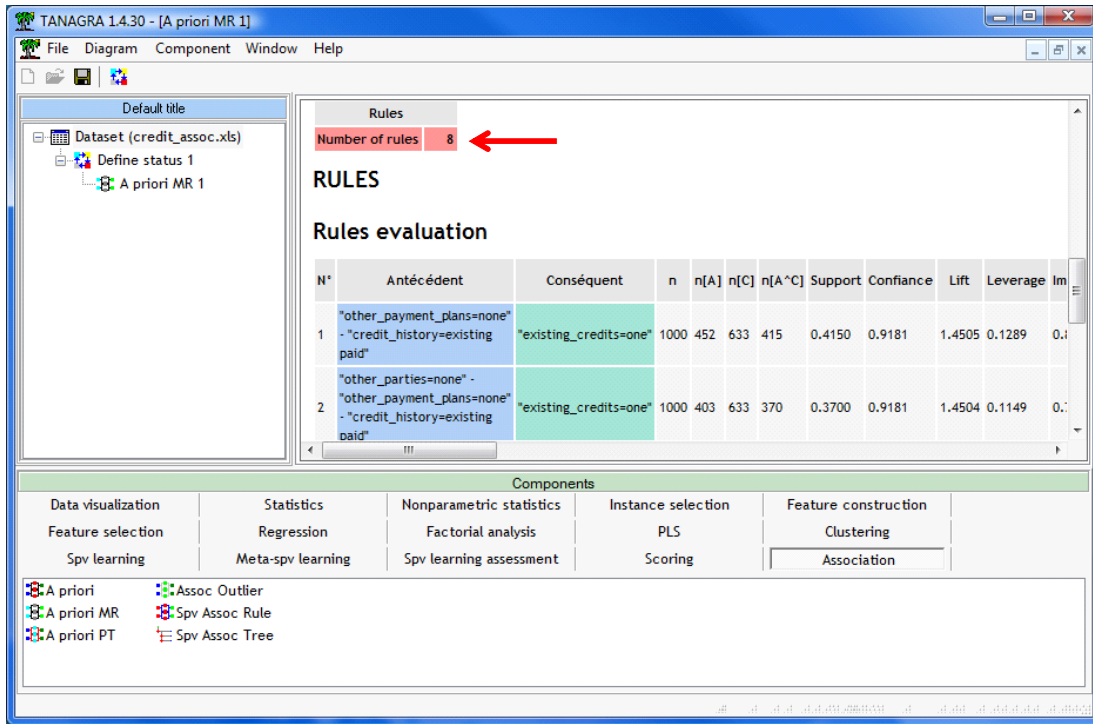 TANAGRA 1.4.30 - [A priori MR 1]
File Diagram Component Window Help
Default title
Dataset (credit_assoc.xls)
Define status 1
A priori MR 1
Rules
Number of rules 8
RULES
Rules evaluation
N° Antécédent Conséquent n n[A] n[C] n[A^C] Support Confiance Lift Leverage Im
"other_payment_plans=none"
1 - "credit_history=existing "existing_credits=one" 1000 452 633 415 0.4150 0.9181 1.4505 0.1289
paid"
"other_parties=none" -
"other_payment_plans=none"
2 - "credit_history=existing "existing_credits=one" 1000 403 633 370 0.3700 0.9181 1.4504 0.1149
paid"
Components
Data visualization Statistics Nonparametric statistics Instance selection Feature construction
Feature selection Regression Factorial analysis PLS Clustering
Spv learning Meta-spv learning Spv learning assessment Scoring Association
A priori Assoc Outlier
A priori MR Spv Assoc Rule
A priori PT Spv Assoc Tree